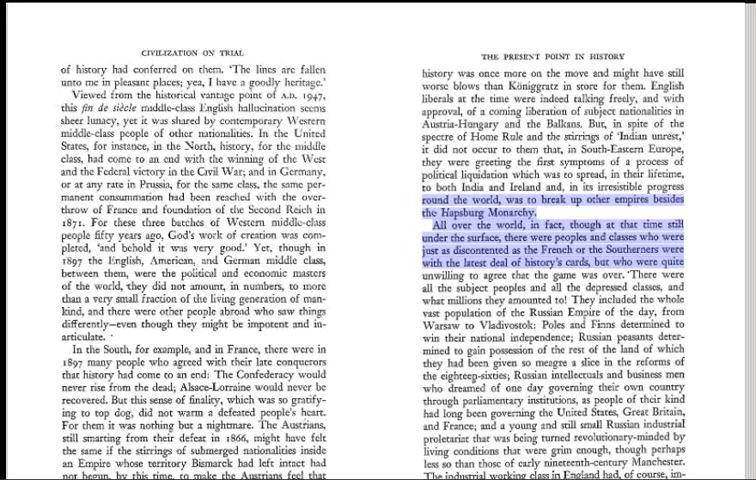 CIVILIZATION ON TRIAL
of history had conferred on them. 'The lines are fallen
unto me in pleasant places; yea, I have a goodly heritage.'
Viewed from the historical vantage point of A.D. 1947,
this fin de siècle middle-class English hallucination seems
sheer lunacy, yet it was shared by contemporary Western
middle-class people of other nationalities. In the United
States, for instance, in the North, history, for the middle
class, had come to an end with the winning of the West
and the Federal victory in the Civil War; and in Germany,
or at any rate in Prussia, for the same class, the same per-
manent consummation had been reached with the over-
throw of France and foundation of the Second Reich in
1871. For these three batches of Western middle-class
people fifty years ago, God's work of creation was com-
pleted, 'and behold it was very good.' Yet, though in
1897 the English, American, and German middle class,
between them, were the political and economic masters
of the world, they did not amount, in numbers, to more
than a very small fraction of the living generation of man-
kind, and there were other people abroad who saw things
differently—even though they might be impotent and in-
articulate.
In the South, for example, and in France, there were in
1897 many people who agreed with their late conquerors
that history had come to an end: The Confederacy would
never rise from the dead; Alsace-Lorraine would never be
recovered. But this sense of finality, which was so gratify-
ing to top dog, did not warm a defeated people's heart.
For them it was nothing but a nightmare. The Austrians,
still smarting from their defeat in 1866, might have felt
the same if the stirrings of submerged nationalities inside
an Empire whose territory Bismarck had left intact had
not begun, by this time, to make the Austrians feel that
THE PRESENT POINT IN HISTORY
history was once more on the move and might have still
worse blows than Königgratz in store for them. English
liberals at the time were indeed talking freely, and with
approval, of a coming liberation of subject nationalities in
Austria-Hungary and the Balkans. But, in spite of the
spectre of Home Rule and the stirrings of 'Indian unrest,'
it did not occur to them that, in South-Eastern Europe,
they were greeting the first symptoms of a process of
political liquidation which was to spread, in their lifetime,
to both India and Ireland and, in its irresistible progress
round the world, was to break up other empires besides
the Hapsburg Monarchy.
All over the world, in fact, though at that time still
under the surface, there were peoples and classes who were
just as discontented as the French or the Southerners were
with the latest deal of history's cards, but who were quite
unwilling to agree that the game was over. There were
all the subject peoples and all the depressed classes, and
what millions they amounted to! They included the whole
vast population of the Russian Empire of the day, from
Warsaw to Vladivostok: Poles and Finns determined to
win their national independence; Russian peasants deter-
mined to gain possession of the rest of the land of which
they had been given so meagre a slice in the reforms of
the eighteen-sixties; Russian intellectuals and business men
who dreamed of one day governing their own country
through parliamentary institutions, as people of their kind
had long been governing the United States, Great Britain,
and France; and a young and still small Russian industrial
proletariat that was being turned revolutionary-minded by
living conditions that were grim enough, though perhaps
less so than those of early nineteenth-century Manchester.
The industrial working class in England had, of course, im-